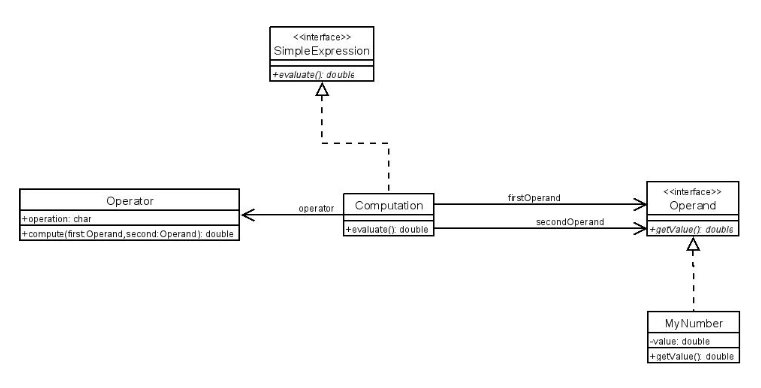 <<interface>>
SimpleExpression
+evaluate(): double
Operator
+operation: char
+compute(first:Operand,second:Operand): double
operator
Computation
+evaluate(): double
firstOperand
secondOperand
<<interface>>
Operand
+getValue(): double
MyNumber
-value: double
+getValue(): double